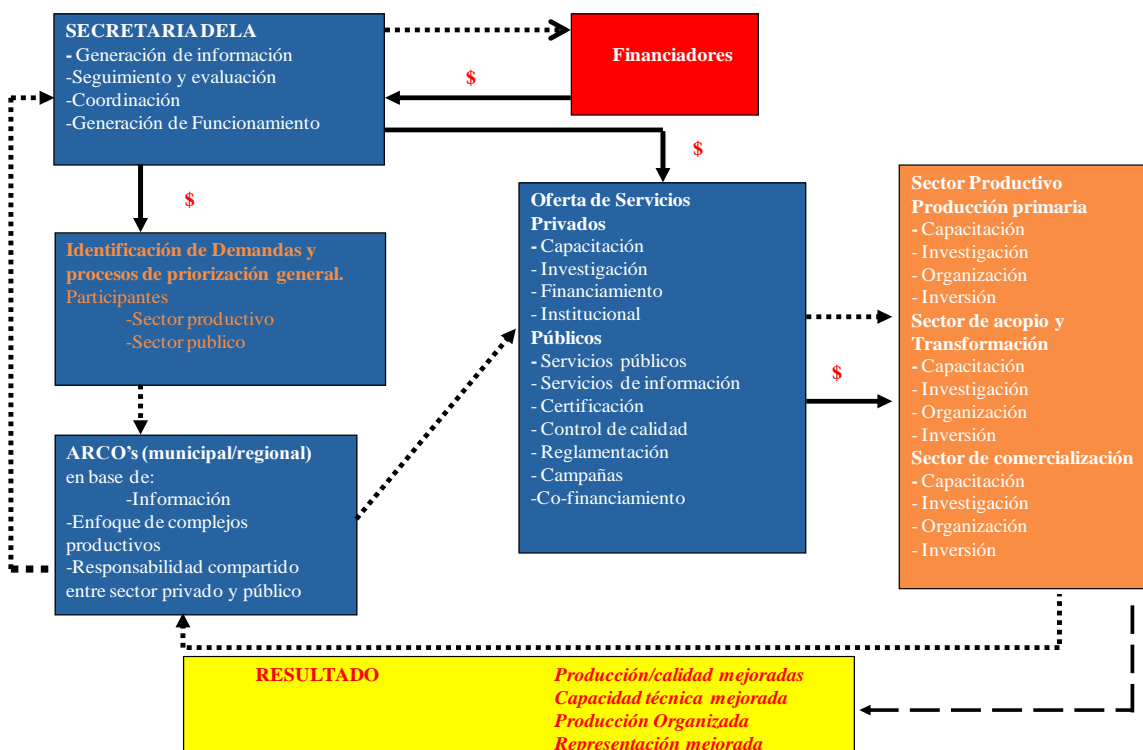 SECRETARIA DELA
- Generación de información
-Seguimiento y evaluación
-Coordinación
-Generación de Funcionamiento
Financiadores
$
$
$
Identificación de Demandas y
procesos de priorización general.
Participantes
-Sector productivo
-Sector publico
ARCO’s (municipal/regional)
en base de:
-Información
-Enfoque de complejos
productivos
-Responsabilidad compartido
entre sector privado y público
Oferta de Servicios
Privados
- Capacitación
- Investigación
- Financiamiento
- Institucional
Públicos
- Servicios públicos
- Servicios de información
- Certificación
- Control de calidad
- Reglamentación
- Campañas
-Co-financiamiento
$
Sector Productivo
Producción primaria
- Capacitación
- Investigación
- Organización
- Inversión
Sector de acopio y
Transformación
- Capacitación
- Investigación
- Organización
- Inversión
Sector de comercialización
- Capacitación
- Investigación
- Organización
- Inversión
RESULTADO
Producción/calidad mejoradas
Capacidad técnica mejorada
Producción Organizada
Representación mejorada